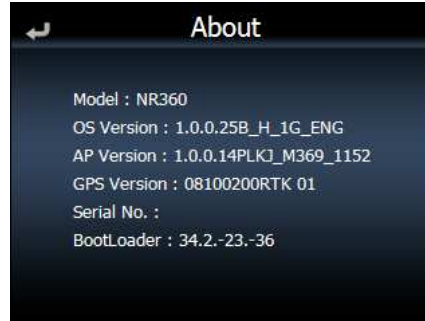 About
Model : NR360
OS Version : 1.0.0.25B_H_1G_ENG
AP Version : 1.0.0.14PLKJ_M369_1152
GPS Version : 08100200RTK 01
Serial No. :
BootLoader : 34.2.-23.-36